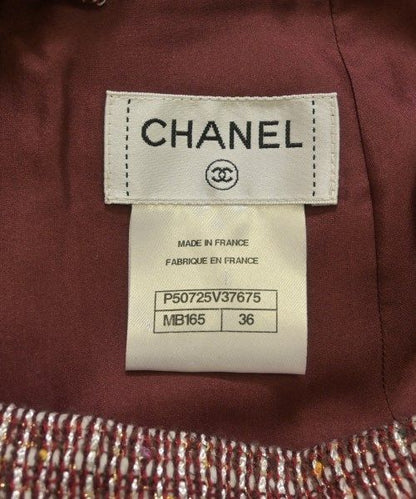 CHANEL
MADE IN FRANCE
FABRIQUE EN FRANCE
P50725V37675
MB165 36